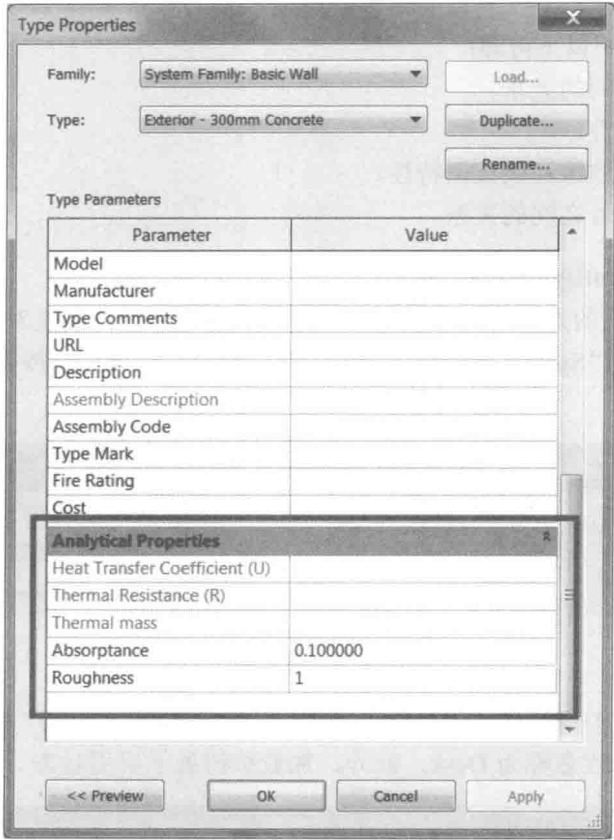 Type Properties
Family: System Family: Basic Wall Load...
Type: Exterior - 300mm Concrete Duplicate...
Rename...
Type Parameters
Parameter Value
Model
Manufacturer
Type Comments
URL
Description
Assembly Description
Assembly Code
Type Mark
Fire Rating
Cost
Analytical Properties
Heat Transfer Coefficient (U)
Thermal Resistance (R)
Thermal mass
Absorptance 0.100000
Roughness 1
<< Preview OK Cancel Apply